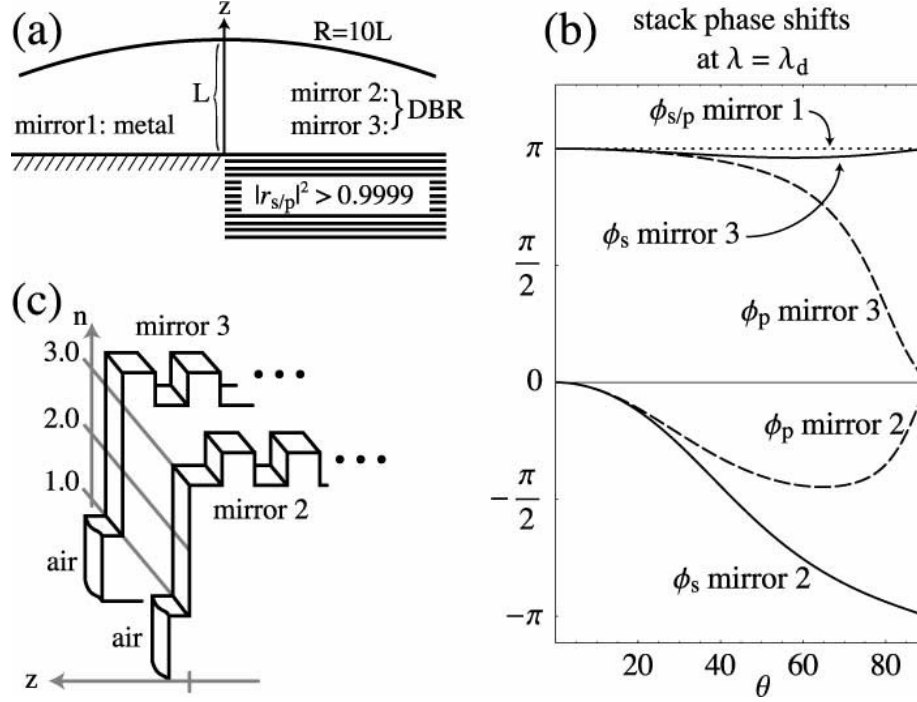 (a)
z
R=10L
L
mirror 2:
mirror 3:
DBR
mirror1: metal
|r_{s/p}|² > 0.9999
(b)
stack phase shifts
at λ = λ_d
ϕ_{s/p} mirror 1
π
ϕ_s mirror 3
π/2
ϕ_p mirror 3
0
ϕ_p mirror 2
−π/2
ϕ_s mirror 2
−π
20 40 60 80
θ
(c)
n
mirror 3
3.0
2.0
1.0
mirror 2
air
air
z